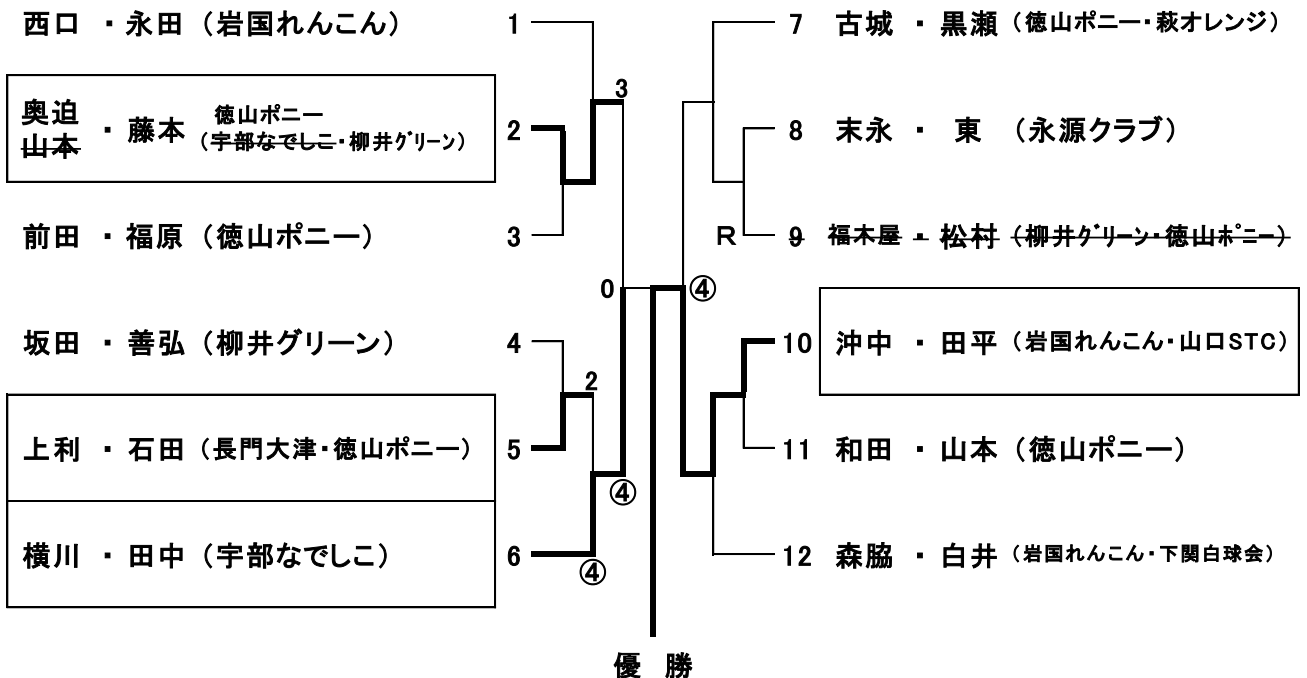 西口 ・ 永田 (岩国れんこん) 1
3
奥迫
山本 ・ 藤本 徳山ポニー
(宇部なでしこ・柳井グリーン) 2
前田 ・ 福原 (徳山ポニー) 3
0
坂田 ・ 善弘 (柳井グリーン) 4
2
上利 ・ 石田 (長門大津・徳山ポニー) 5
④
横川 ・ 田中 (宇部なでしこ) 6
④
7 古城 ・ 黒瀬 (徳山ポニー・萩オレンジ)
8 末永 ・ 東 (永源クラブ)
R 9 福木屋 ・ 松村 (柳井グリーン・徳山ポニー)
④
10 沖中 ・ 田平 (岩国れんこん・山口STC)
11 和田 ・ 山本 (徳山ポニー)
12 森脇 ・ 白井 (岩国れんこん・下関白球会)
優 勝